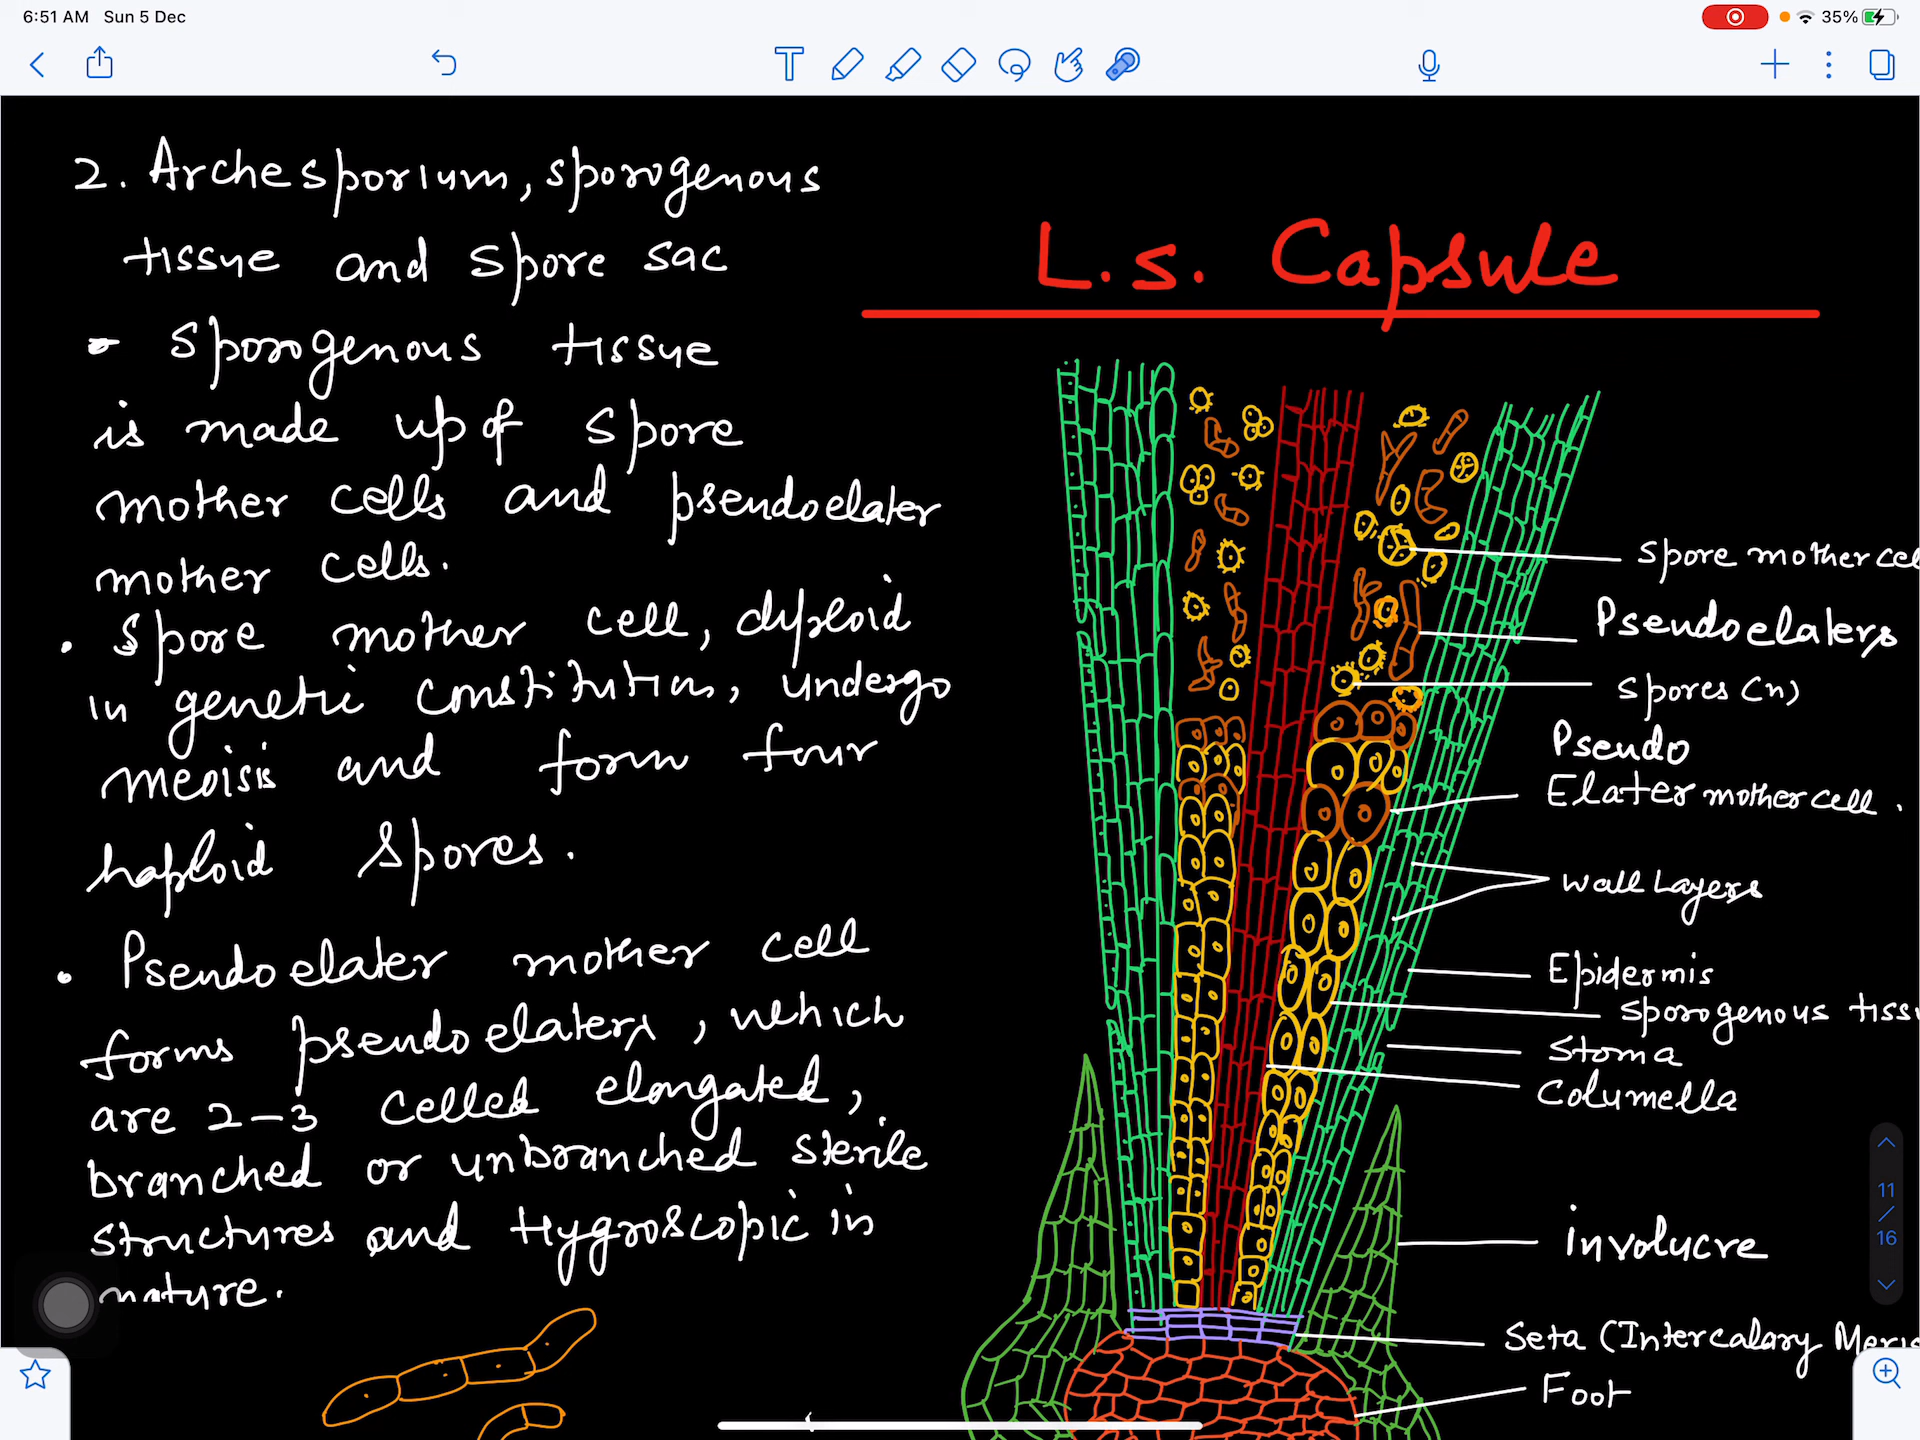 6:51 AM Sun 5 Dec
35%
2. Archesporium, sporogenous
tissue and spore sac
- Sporogenous tissue
is made up of spore
mother cells and pseudoelater
mother cells.
. Spore mother cell, diploid
in genetic constitution, undergo
meoisis and form four
haploid spores.
. Pseudoelater mother cell
forms pseudoelaters, which
are 2-3 celled elongated,
branched or unbranched sterile
structures and Hygroscopic in
nature.
L.s. Capsule
Spore mother cel
Pseudoelaters
Spores (n)
Pseudo
Elater mother cell.
Wall Layers
Epidermis
Sporogenous tiss
Stoma
Columella
involucre
Seta (Intercalary Meris
Foot
11
/
16